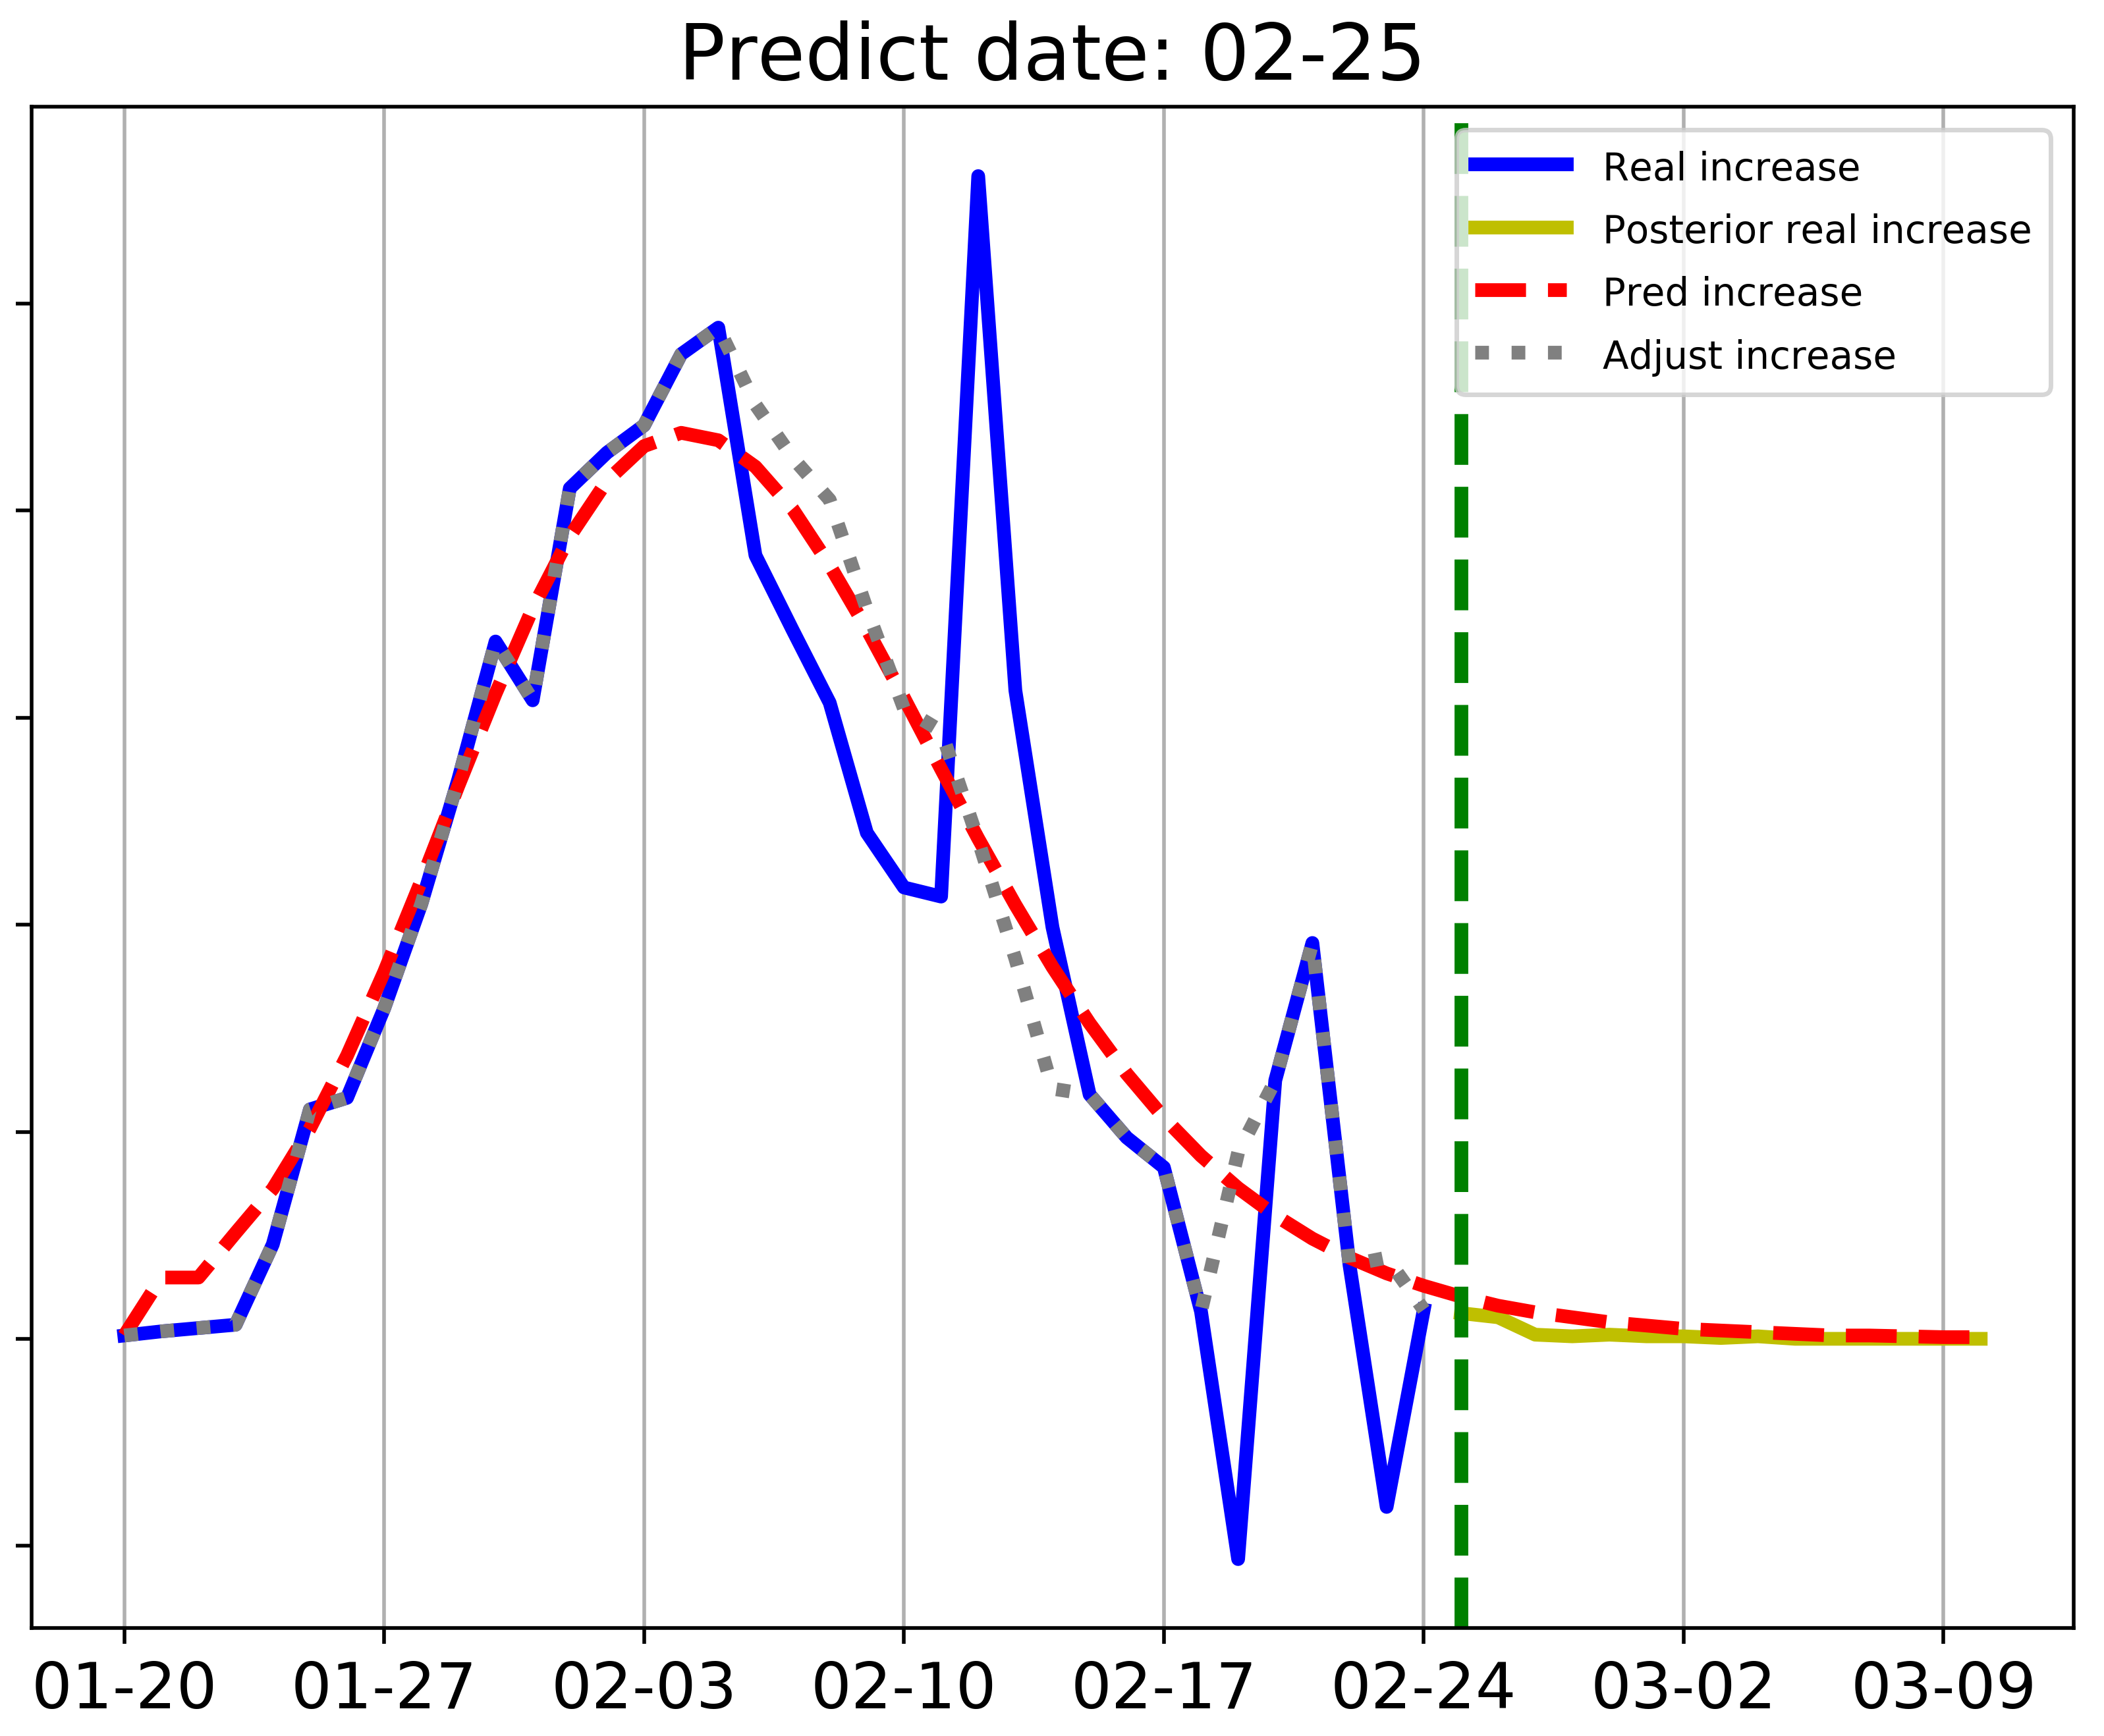 Predict date: 02-25
Real increase
Posterior real increase
Pred increase
Adjust increase
01-20 01-27 02-03 02-10 02-17 02-24 03-02 03-09